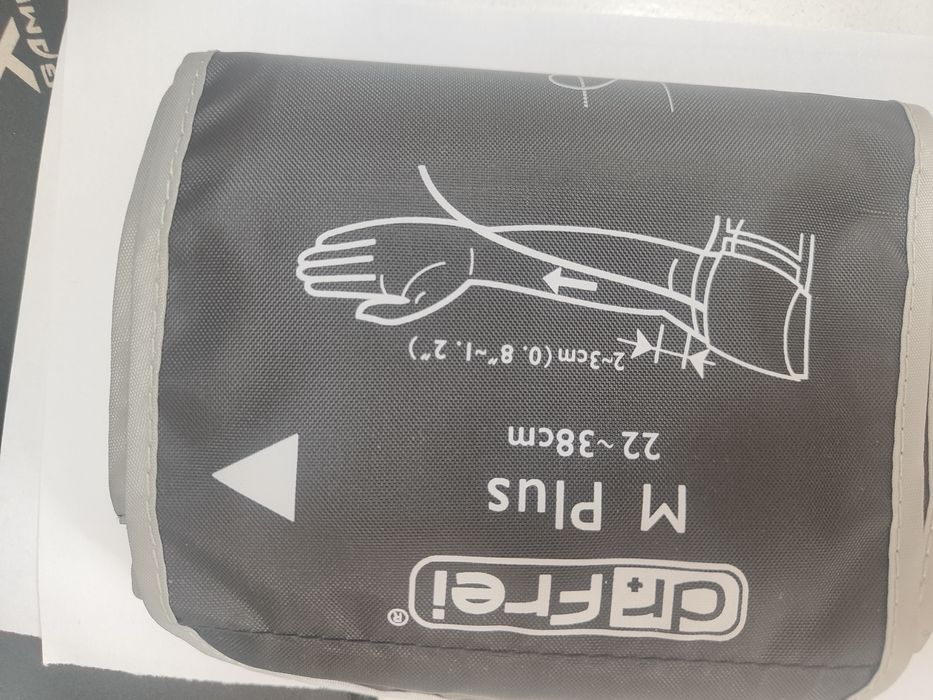 dr.frei®
M Plus
22~38cm
2~3cm(0.8"~1.2")